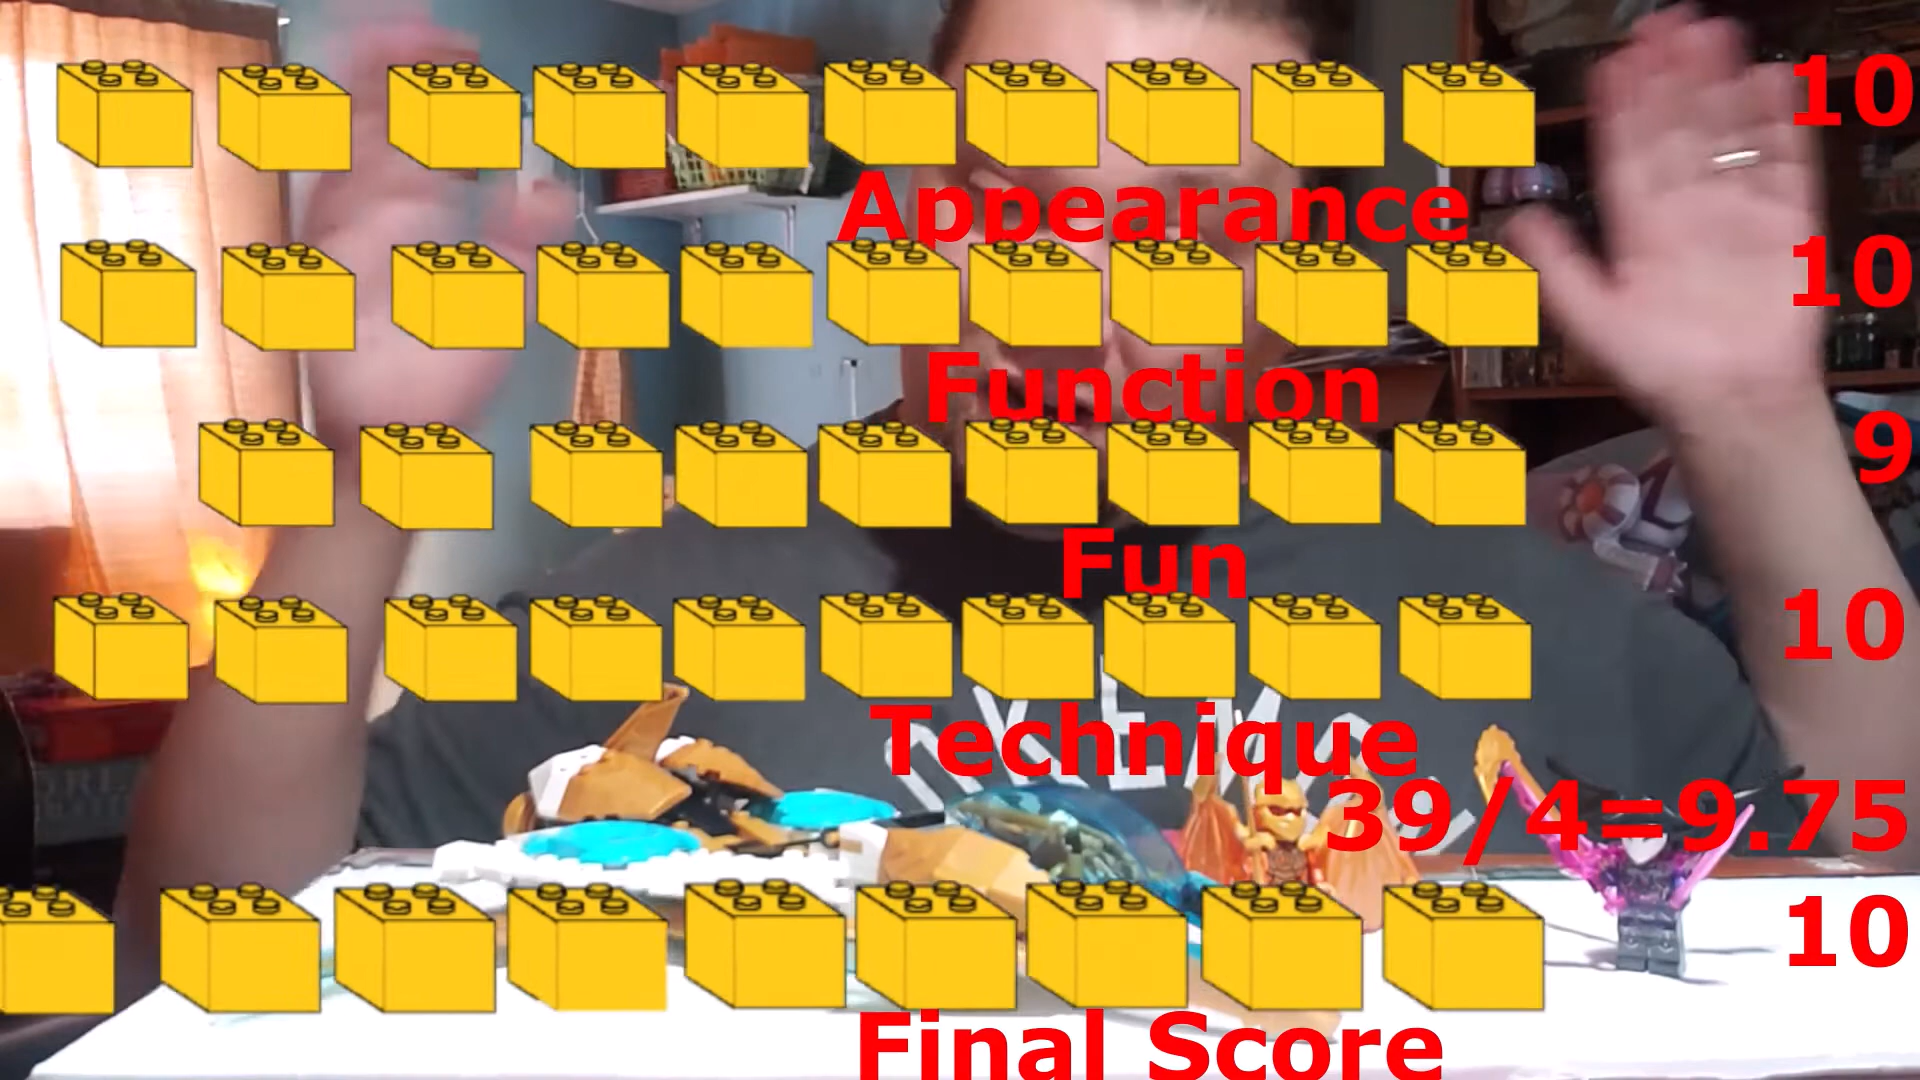 10
Appearance
10
Function
9
Fun
10
Technique
39/4=9.75
10
Final Score